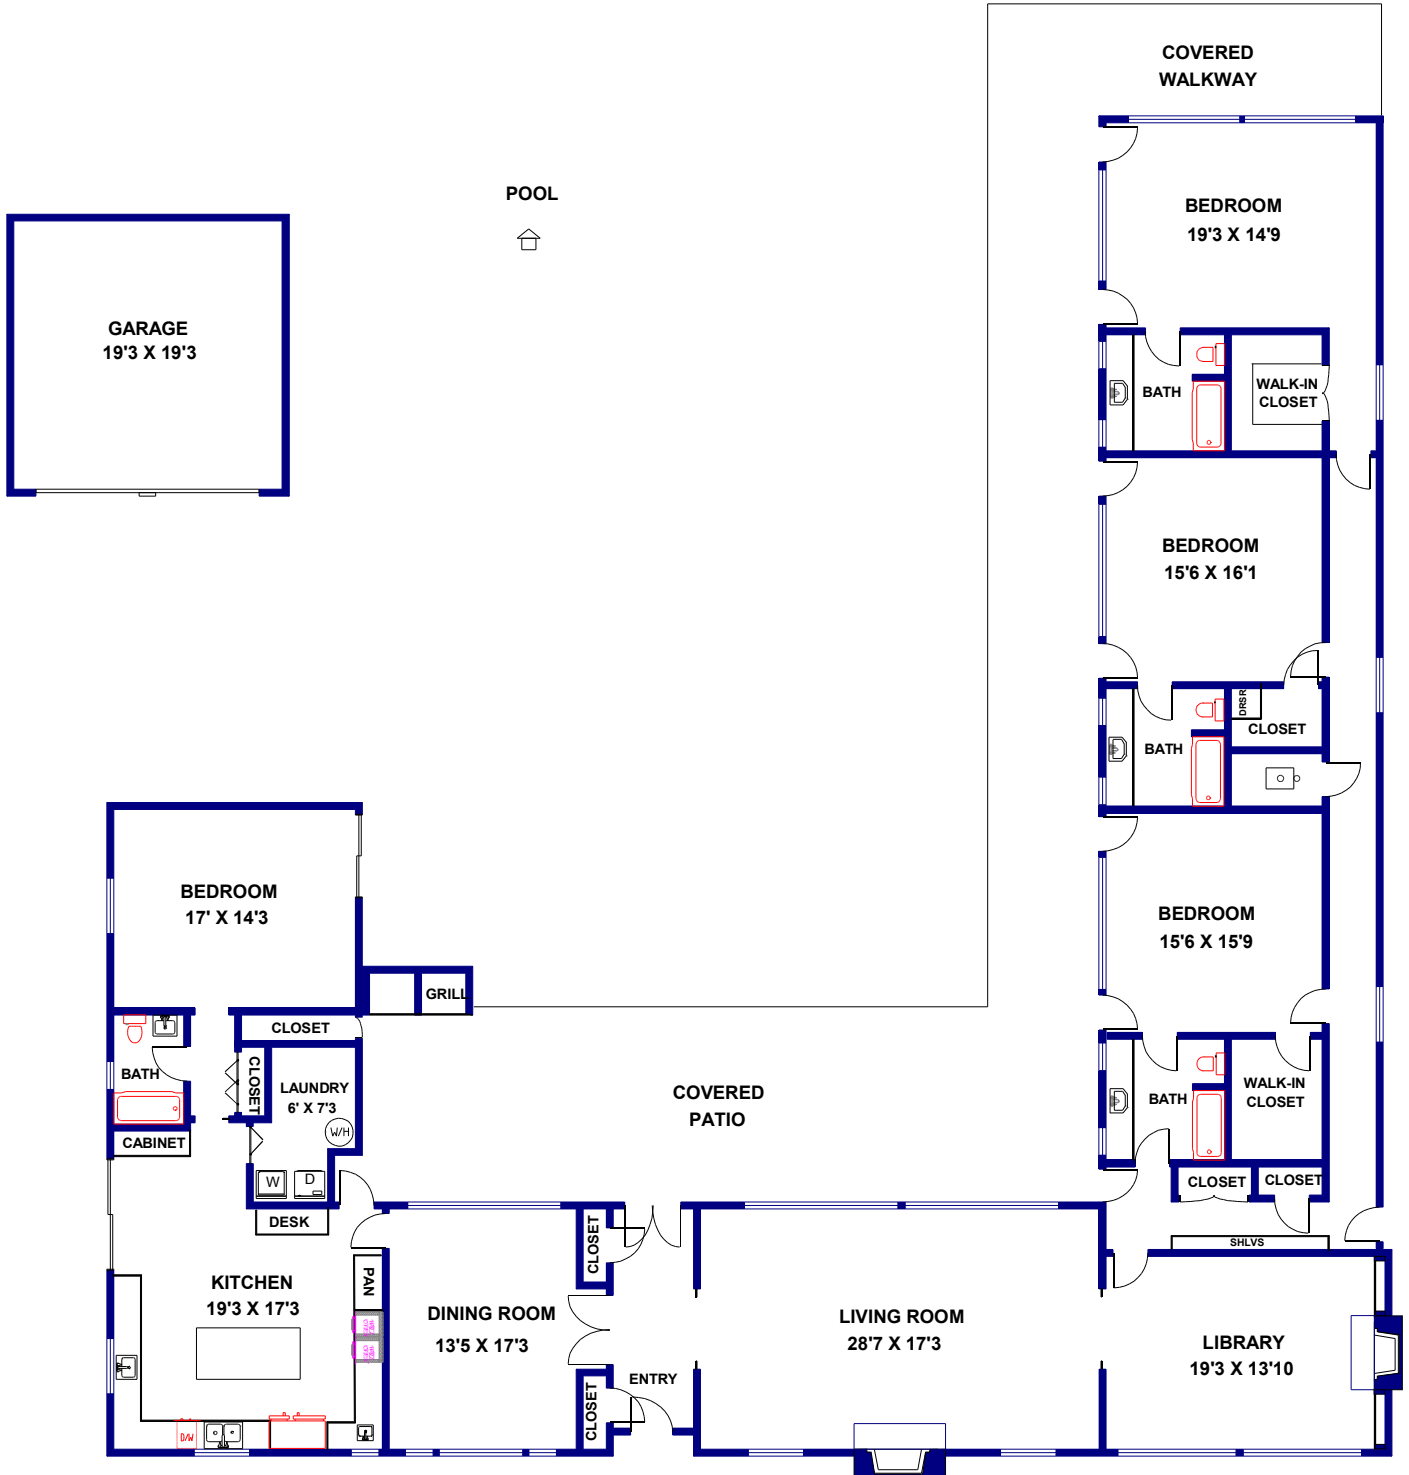 COVERED
WALKWAY
POOL
BEDROOM
19'3 X 14'9
GARAGE
19'3 X 19'3
BATH
WALK-IN
CLOSET
BEDROOM
15'6 X 16'1
DRSR
CLOSET
BATH
BEDROOM
17' X 14'3
BEDROOM
15'6 X 15'9
GRILL
CLOSET
BATH
CLOSET
LAUNDRY
6' X 7'3
W/H
COVERED
PATIO
BATH
WALK-IN
CLOSET
CABINET
W
D
CLOSET
CLOSET
DESK
CLOSET
SHLVS
PAN
KITCHEN
19'3 X 17'3
DINING ROOM
13'5 X 17'3
LIVING ROOM
28'7 X 17'3
LIBRARY
19'3 X 13'10
ENTRY
CLOSET
D/W